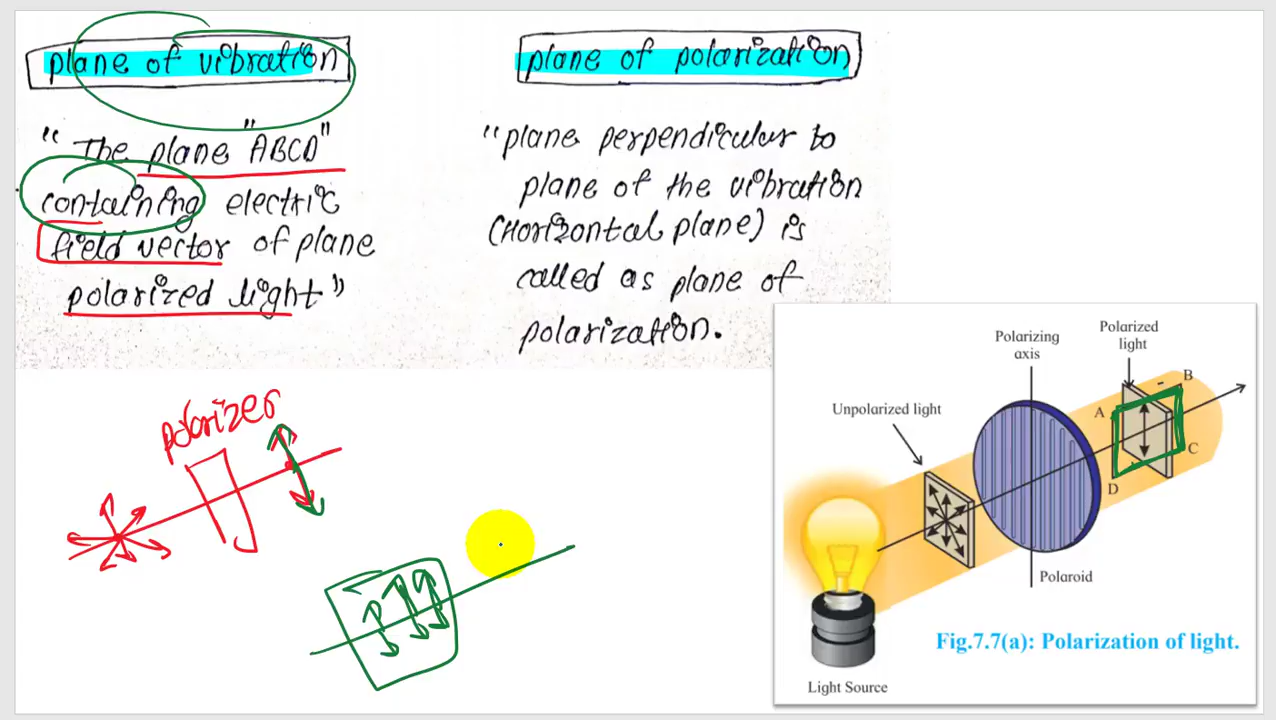 plane of vibration
"The plane "ABCD"
containing electric
field vector of plane
polarized light"
plane of polarization
"plane perpendicular to
plane of the vibration
(Horizontal plane) is
called as plane of
polarization.
polarizer
Polarizing
axis
Polarized
light
Unpolarized light
A
B
C
D
Polaroid
Fig.7.7(a): Polarization of light.
Light Source